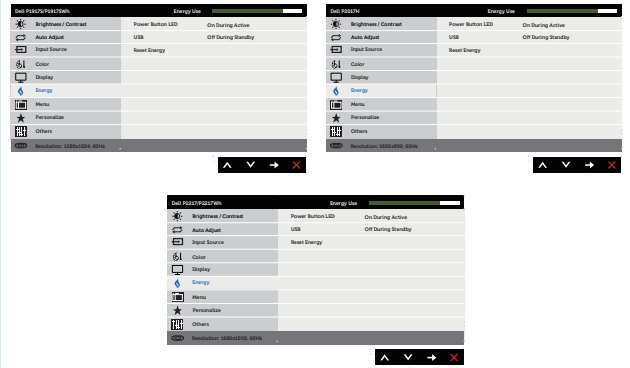 Dell P1917S/P1917SWh Energy Use
Brightness / Contrast Power Button LED On During Active
Auto Adjust USB Off During Standby
Input Source Reset Energy
Color
Display
Energy
Menu
Personalize
Others
Resolution: 1280x1024, 60Hz
Dell P2017H Energy Use
Brightness / Contrast Power Button LED On During Active
Auto Adjust USB Off During Standby
Input Source Reset Energy
Color
Display
Energy
Menu
Personalize
Others
Resolution: 1600x900, 60Hz
Dell P2217/P2217Wh Energy Use
Brightness / Contrast Power Button LED On During Active
Auto Adjust USB Off During Standby
Input Source Reset Energy
Color
Display
Energy
Menu
Personalize
Others
Resolution: 1680x1050, 60Hz